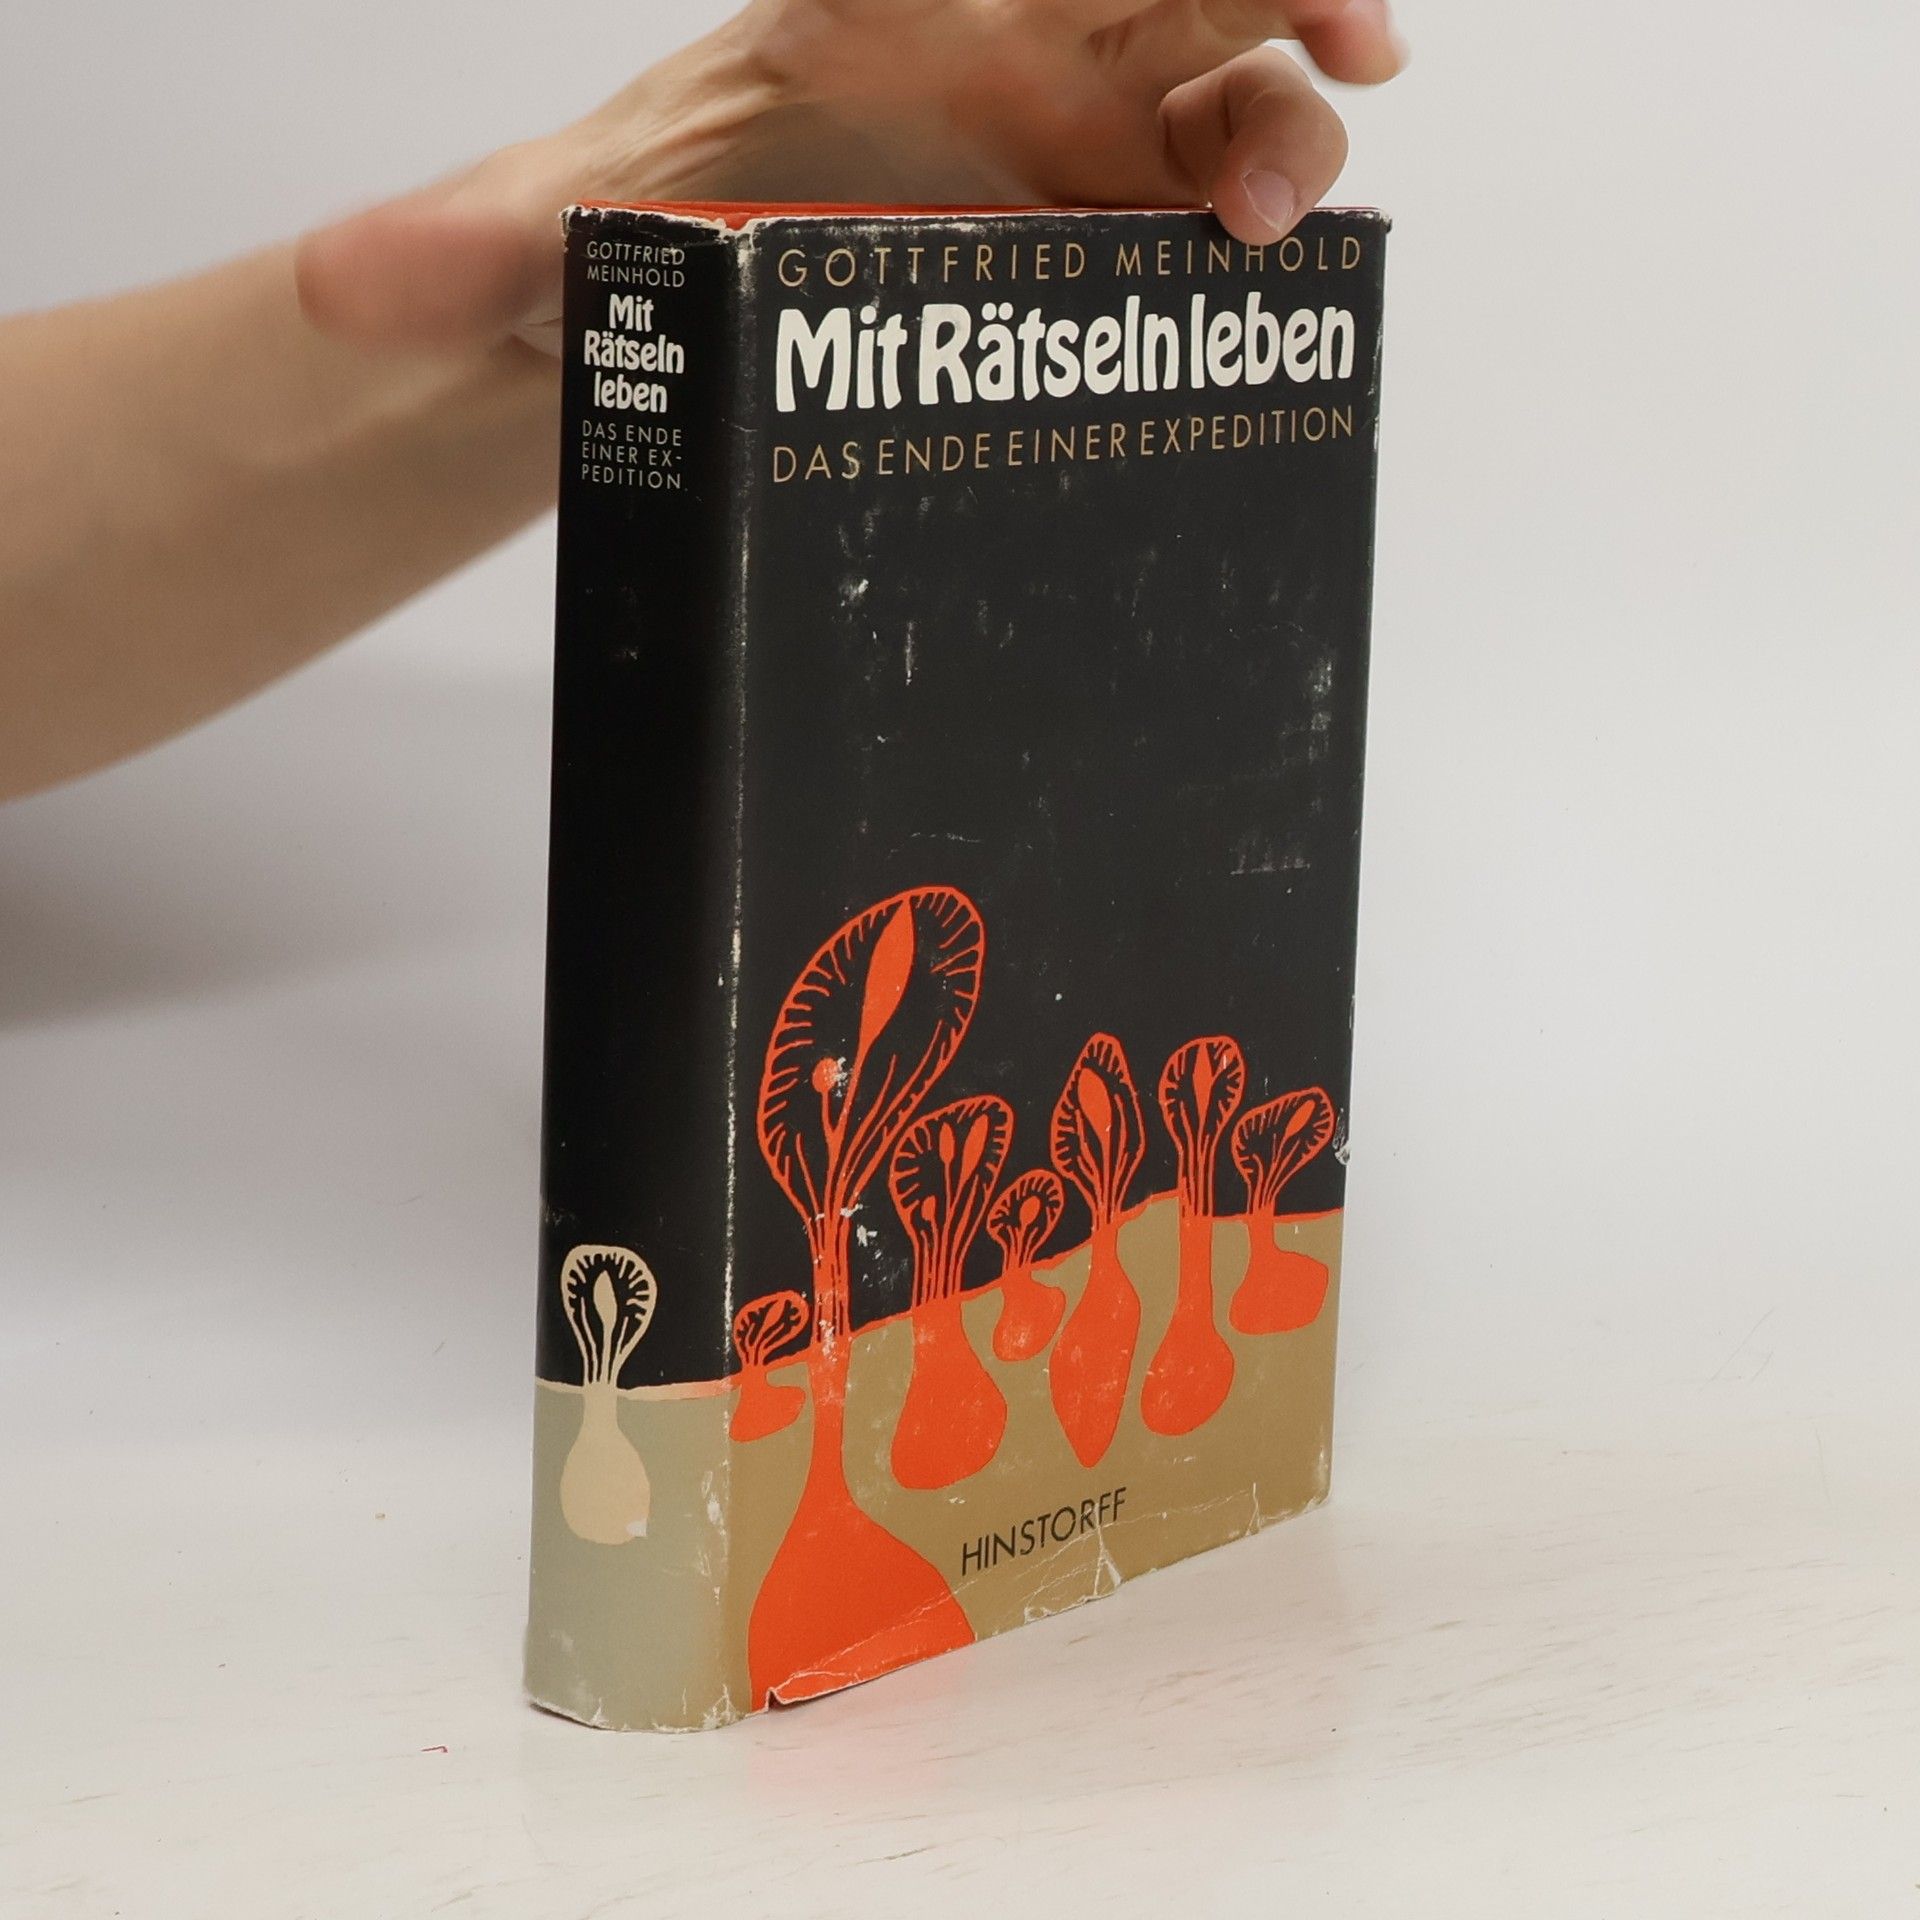 GOTTFRIED
MEINHOLD
Mit
Rätseln
leben
DAS ENDE
EINER EX-
PEDITION
GOTTFRIED MEINHOLD
Mit Rätseln leben
DAS ENDE EINER EXPEDITION
HINSTORFF